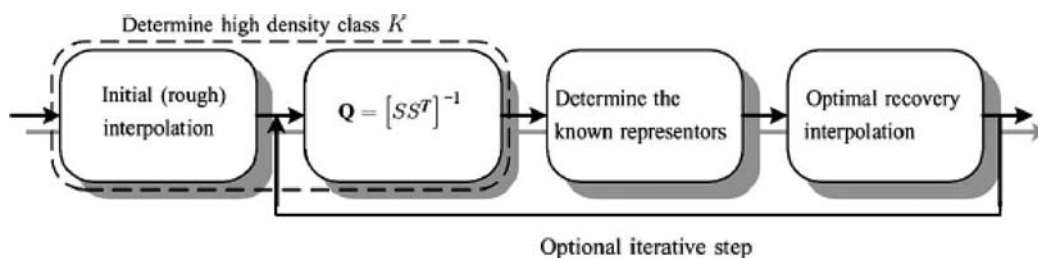 Determine high density class K
Initial (rough)
interpolation
Q = [SS^T]^{-1}
Determine the
known representors
Optimal recovery
interpolation
Optional iterative step